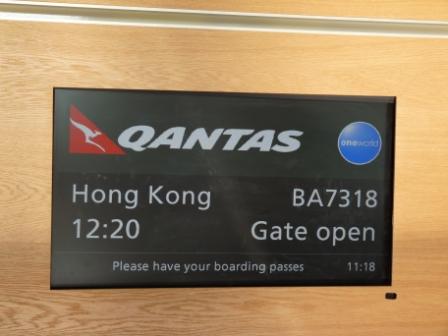 QANTAS
oneworld
Hong Kong BA7318
12:20 Gate open
Please have your boarding passes 11:18